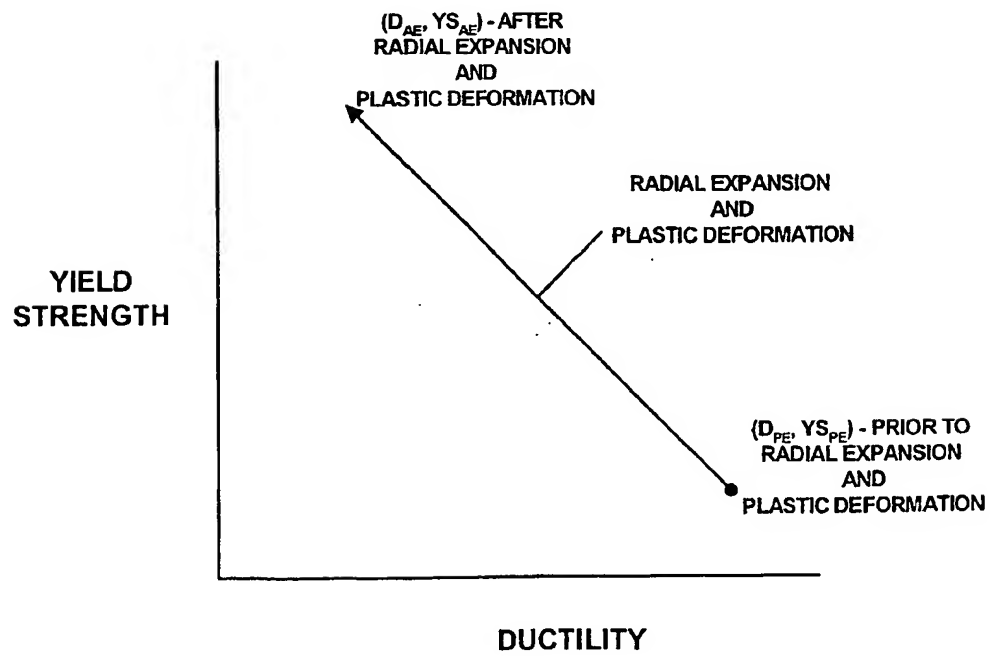 (D_AE, YS_AE) - AFTER
RADIAL EXPANSION
AND
PLASTIC DEFORMATION
RADIAL EXPANSION
AND
PLASTIC DEFORMATION
YIELD
STRENGTH
(D_PE, YS_PE) - PRIOR TO
RADIAL EXPANSION
AND
PLASTIC DEFORMATION
DUCTILITY